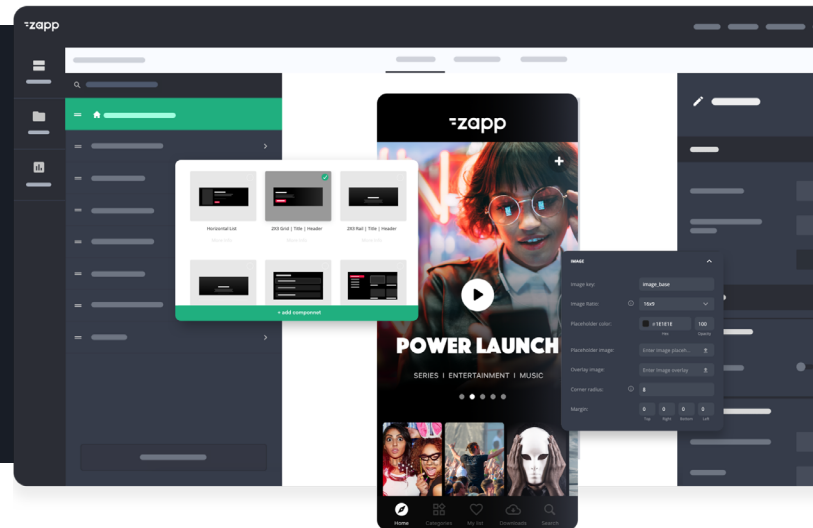 zapp
zapp
Horizontal List
2X3 Grid | Title | Header
2X3 Rail | Title | Header
+ add componnet
POWER LAUNCH
SERIES I ENTERTAINMENT I MUSIC
Home
Categories
My list
Downloads
Search
IMAGE
Image key:
image_base
Image Ratio:
16x9
Placeholder color:
#1E1E1E
100
Hex
Opacity
Placeholder image:
Enter image placeh...
Overlay image:
Enter image overlay
Corner radius:
8
Margin:
0
0
0
0
Top
Right
Bottom
Left